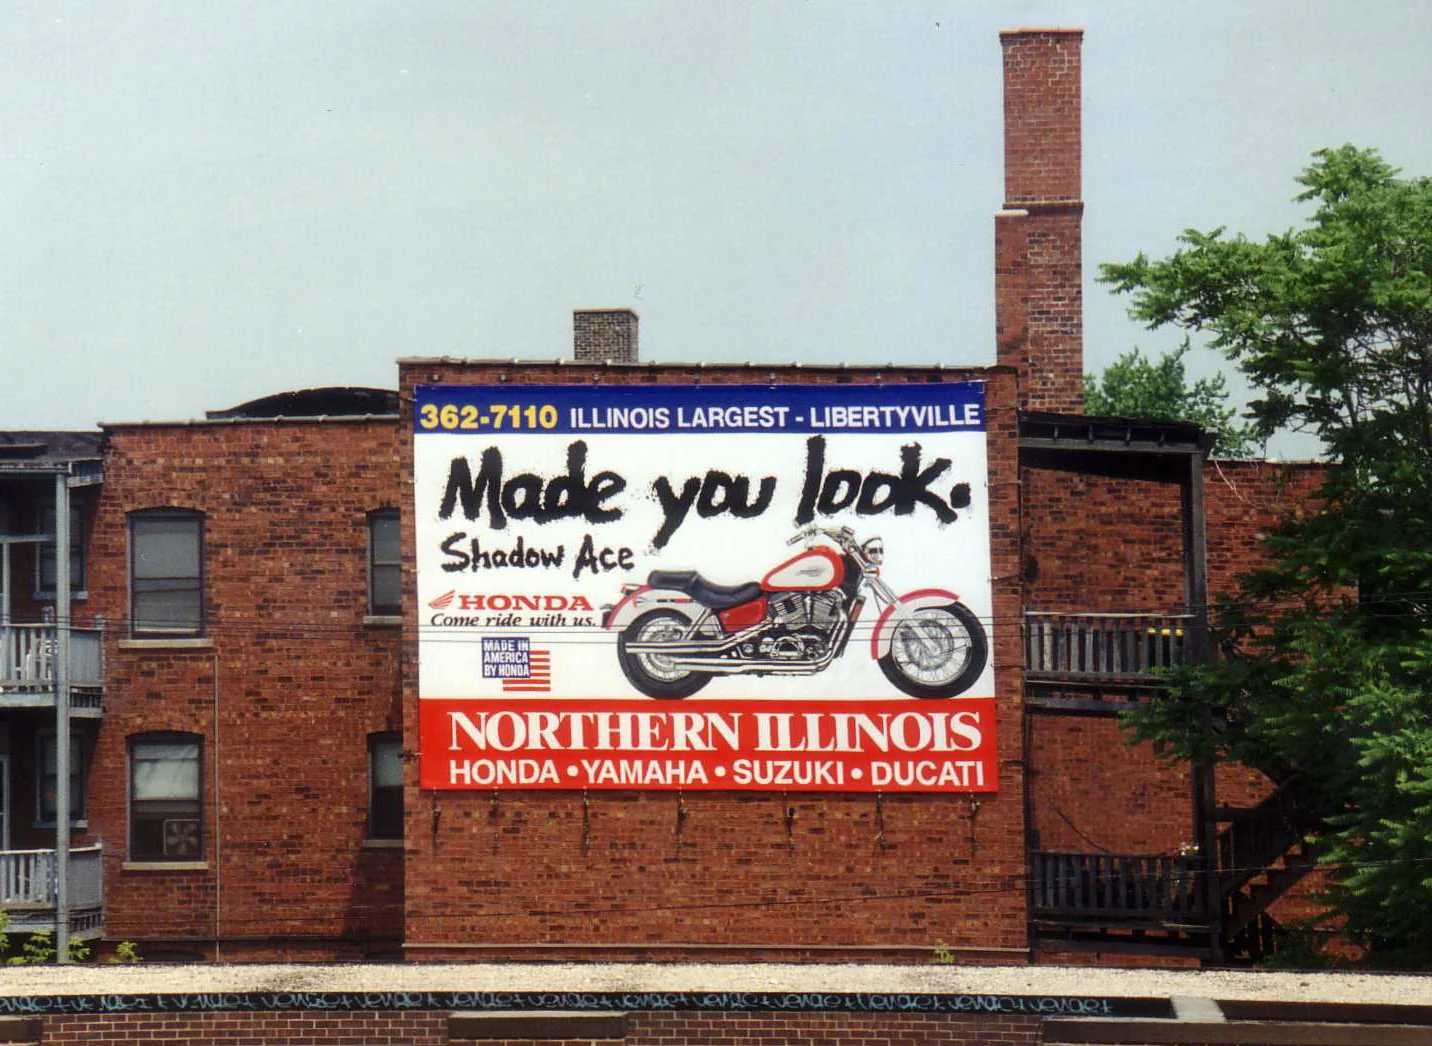 362-7110 ILLINOIS LARGEST - LIBERTYVILLE
Made you look.
Shadow Ace
HONDA
Come ride with us.
MADE IN
AMERICA
BY HONDA
NORTHERN ILLINOIS
HONDA • YAMAHA • SUZUKI • DUCATI